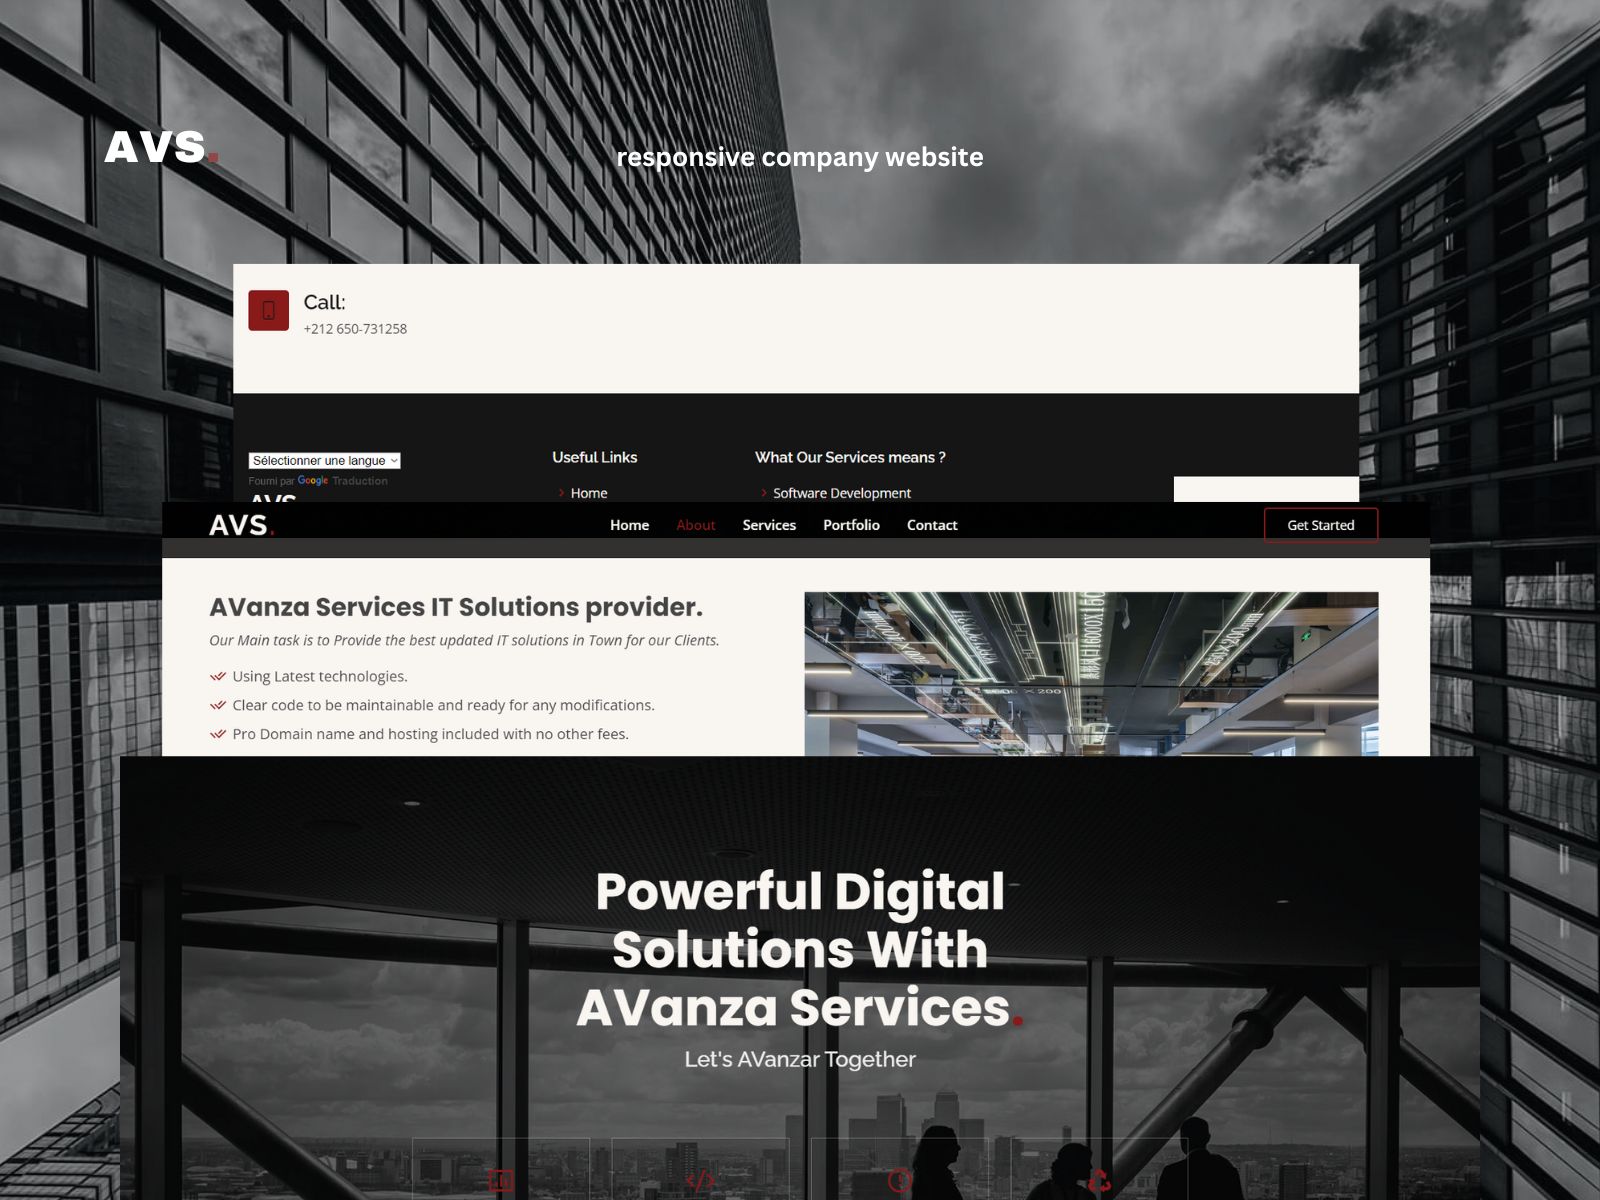 AVS.
responsive company website
Call:
+212 650-731258
Sélectionner une langue
Fourni par Google Traduction
Useful Links
Home
What Our Services means ?
Software Development
AVS
AVS.
Home About Services Portfolio Contact
Get Started
AVanza Services IT Solutions provider.
Our Main task is to Provide the best updated IT solutions in Town for our Clients.
Using Latest technologies.
Clear code to be maintainable and ready for any modifications.
Pro Domain name and hosting included with no other fees.
Powerful Digital
Solutions With
AVanza Services.
Let's AVanzar Together